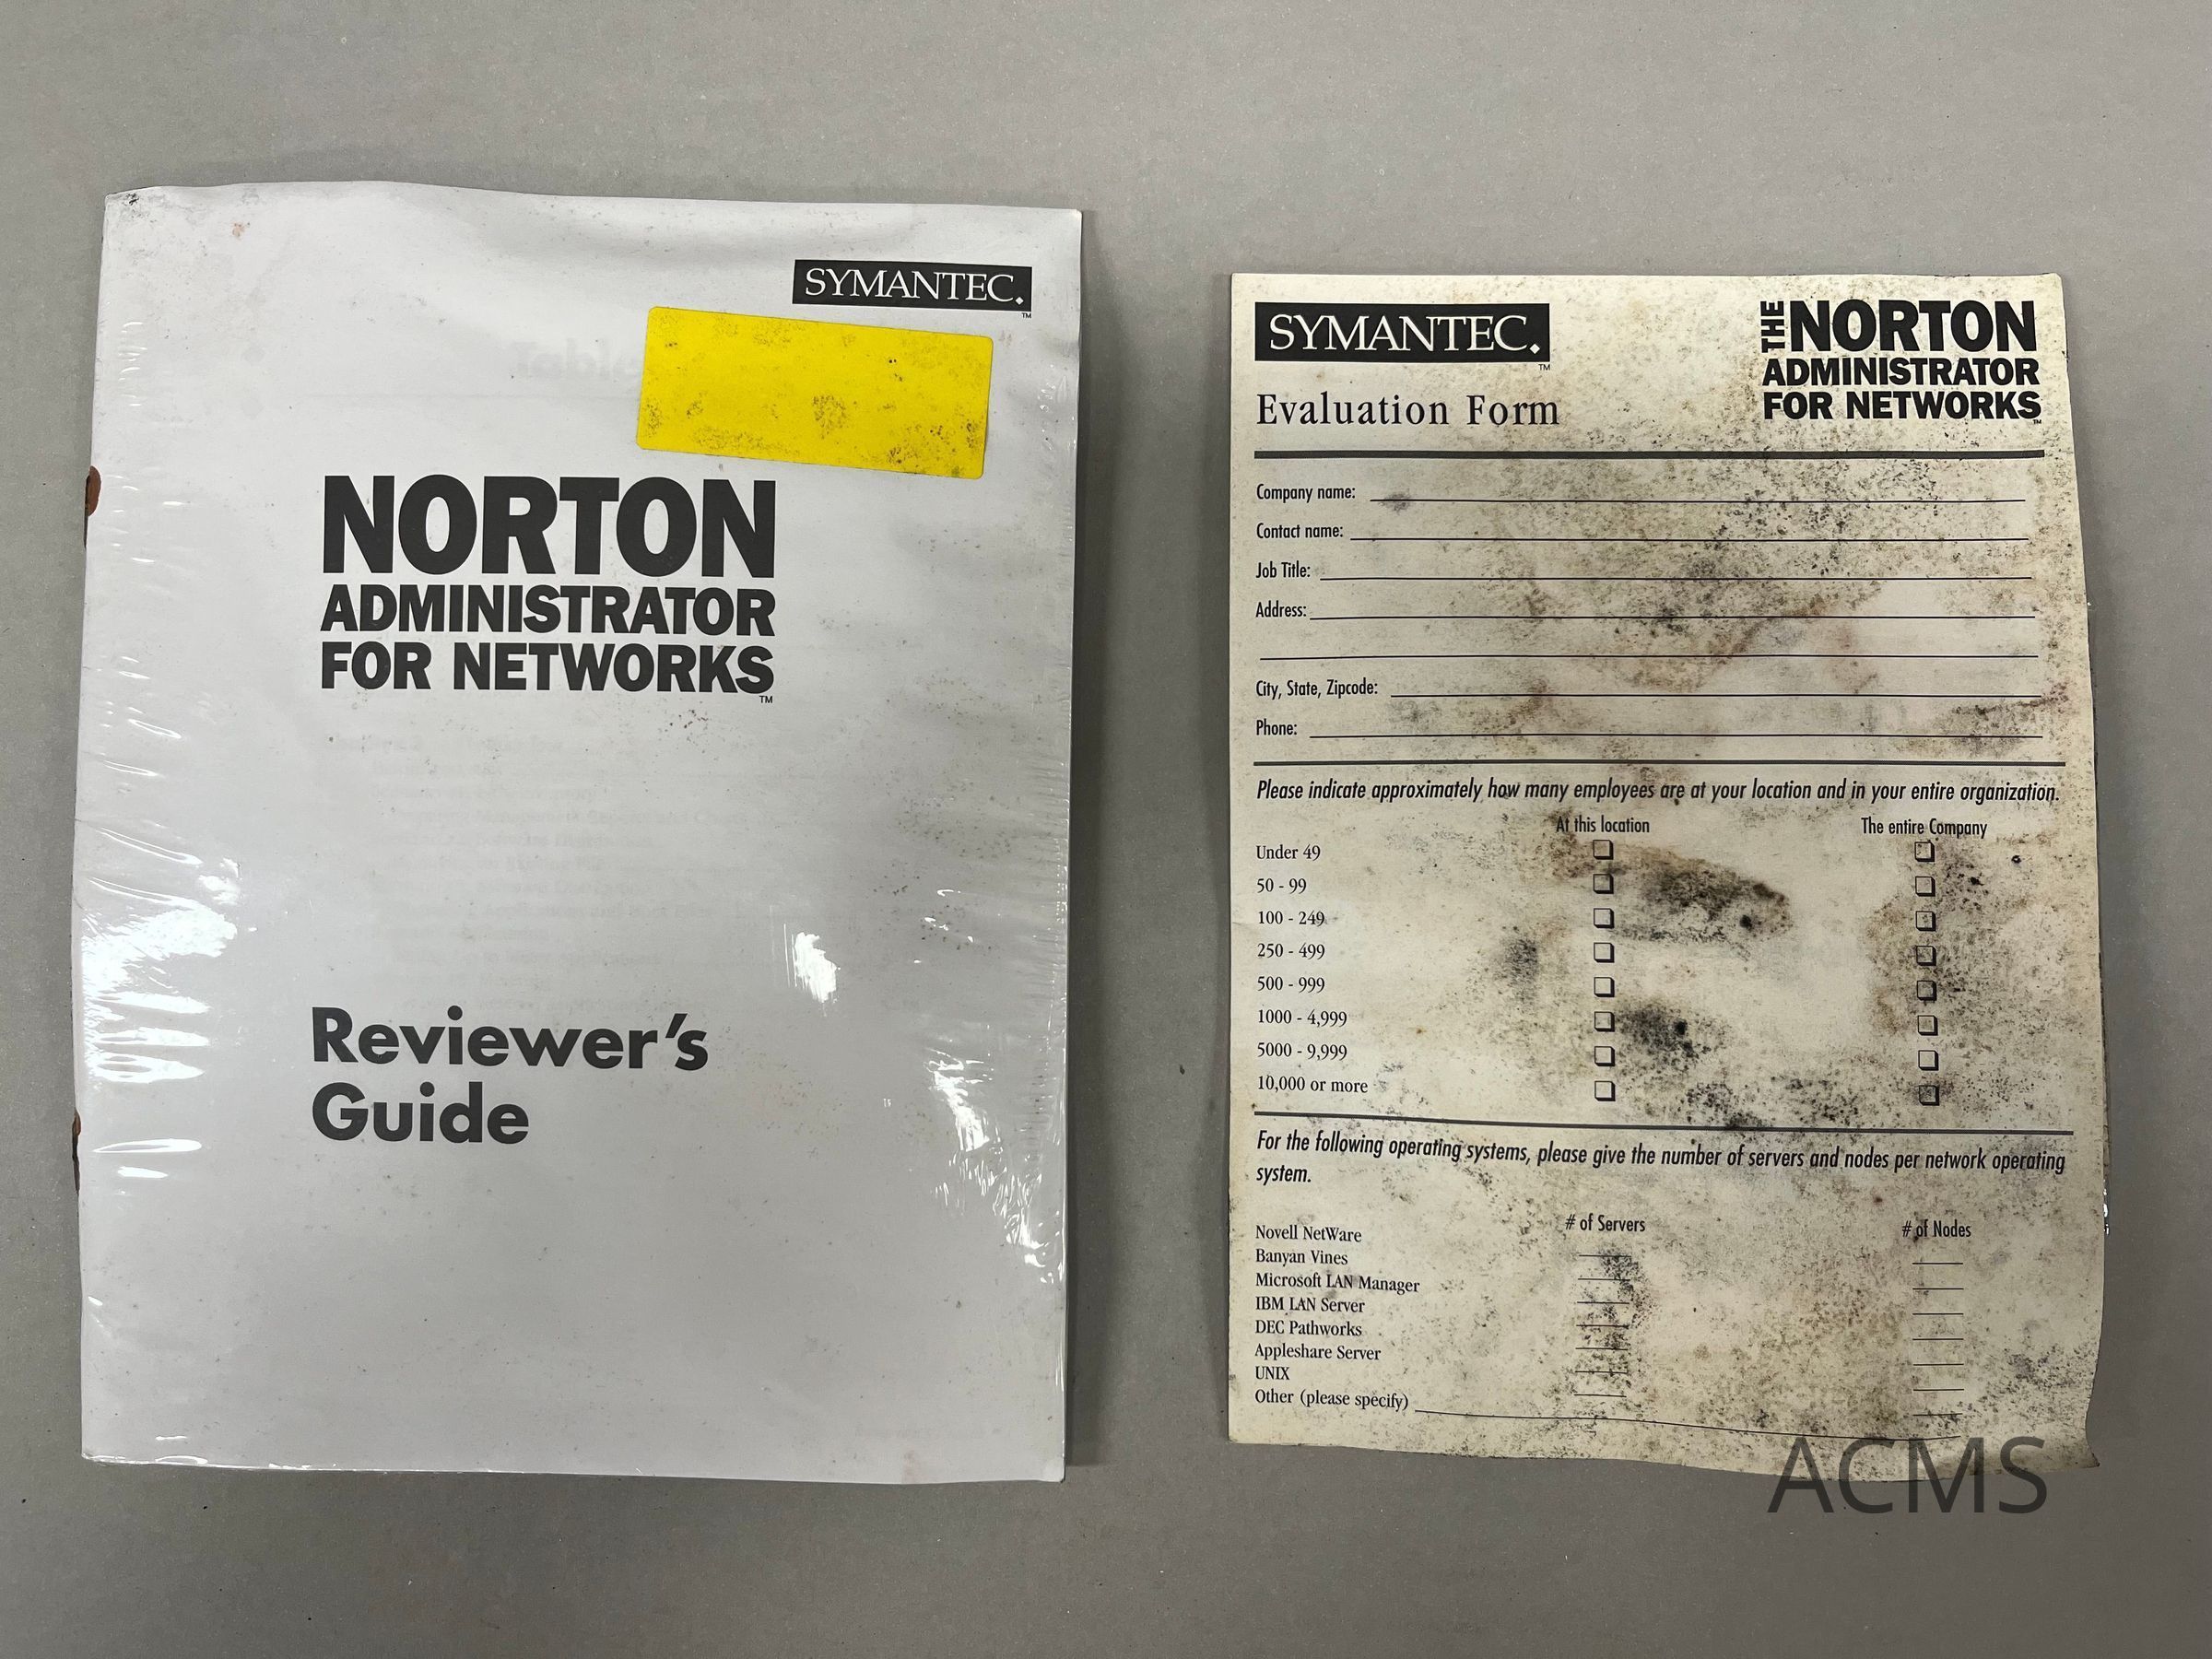 SYMANTEC.
TM
NORTON
ADMINISTRATOR
FOR NETWORKS
TM
Reviewer's
Guide
SYMANTEC.
TM
Evaluation Form
THE NORTON
ADMINISTRATOR
FOR NETWORKS
TM
Company name:
Contact name:
Job Title:
Address:
City, State, Zipcode:
Phone:
Please indicate approximately how many employees are at your location and in your entire organization.
At this location The entire Company
Under 49
50 - 99
100 - 249
250 - 499
500 - 999
1000 - 4,999
5000 - 9,999
10,000 or more
For the following operating systems, please give the number of servers and nodes per network operating
system.
# of Servers # of Nodes
Novell NetWare
Banyan Vines
Microsoft LAN Manager
IBM LAN Server
DEC Pathworks
Appleshare Server
UNIX
Other (please specify)
ACMS